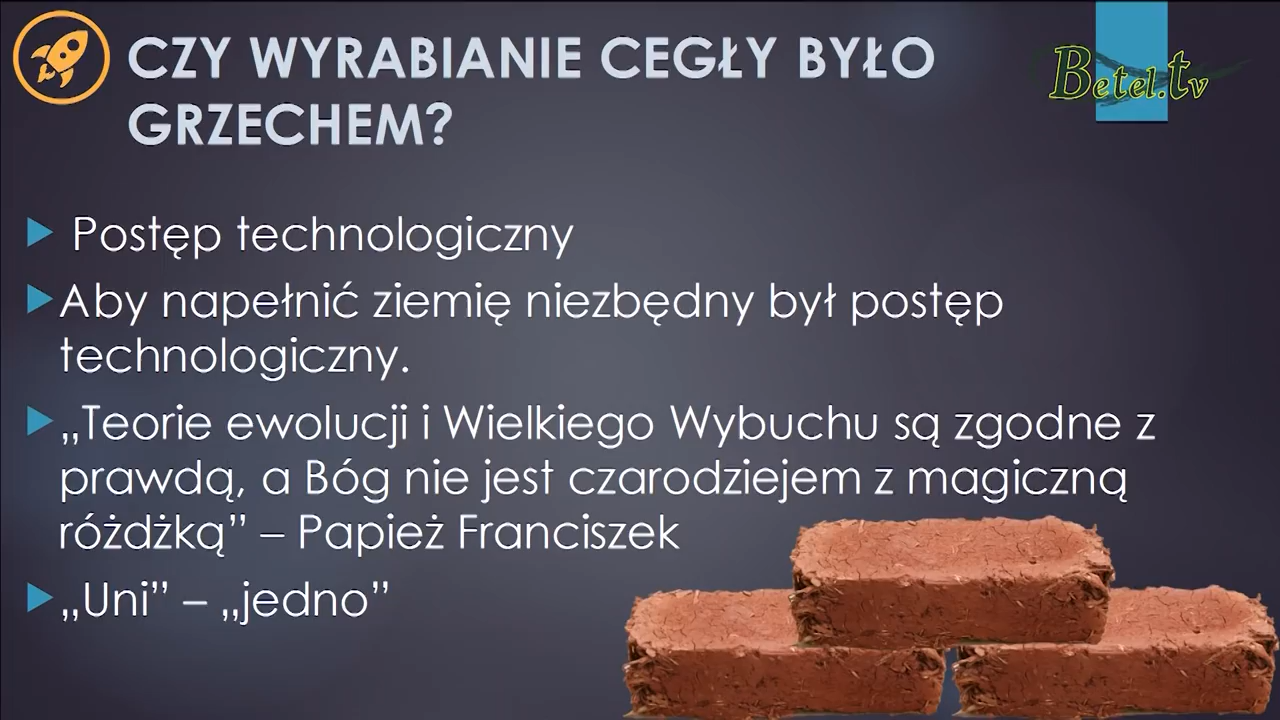 CZY WYRABIANIE CEGŁY BYŁO
GRZECHEM?
Betel.tv
Postęp technologiczny
Aby napełnić ziemię niezbędny był postęp
technologiczny.
„Teorie ewolucji i Wielkiego Wybuchu są zgodne z
prawdą, a Bóg nie jest czarodziejem z magiczną
różdżką” – Papież Franciszek
„Uni” – „jedno”